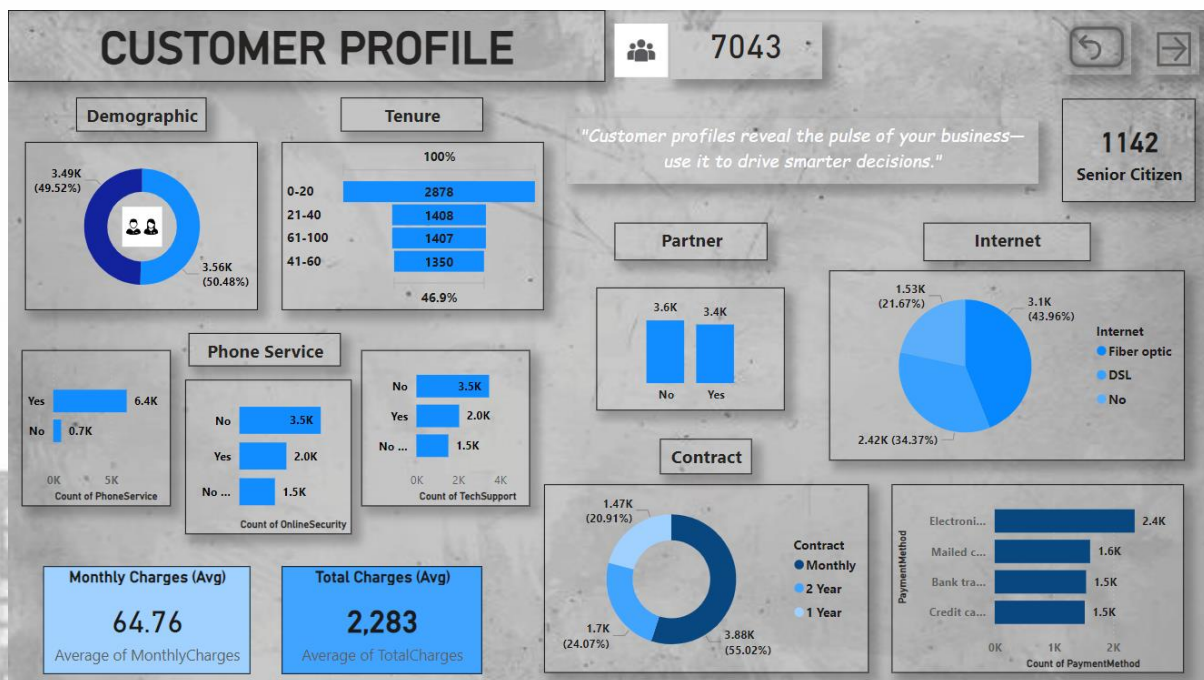 CUSTOMER PROFILE
7043
Demographic
3.49K
(49.52%)
3.56K
(50.48%)
Tenure
100%
0-20 2878
21-40 1408
61-100 1407
41-60 1350
46.9%
"Customer profiles reveal the pulse of your business—
use it to drive smarter decisions."
1142
Senior Citizen
Partner
3.6K 3.4K
No Yes
Internet
1.53K
(21.67%)
3.1K
(43.96%)
2.42K (34.37%)
Internet
Fiber optic
DSL
No
Phone Service
Yes 6.4K
No 0.7K
0K 5K
Count of PhoneService
No 3.5K
Yes 2.0K
No ... 1.5K
Count of OnlineSecurity
No 3.5K
Yes 2.0K
No ... 1.5K
0K 2K 4K
Count of TechSupport
Contract
1.47K
(20.91%)
1.7K
(24.07%)
3.88K
(55.02%)
Contract
Monthly
2 Year
1 Year
PaymentMethod
Electroni... 2.4K
Mailed c... 1.6K
Bank tra... 1.5K
Credit ca... 1.5K
0K 1K 2K
Count of PaymentMethod
Monthly Charges (Avg)
64.76
Average of MonthlyCharges
Total Charges (Avg)
2,283
Average of TotalCharges